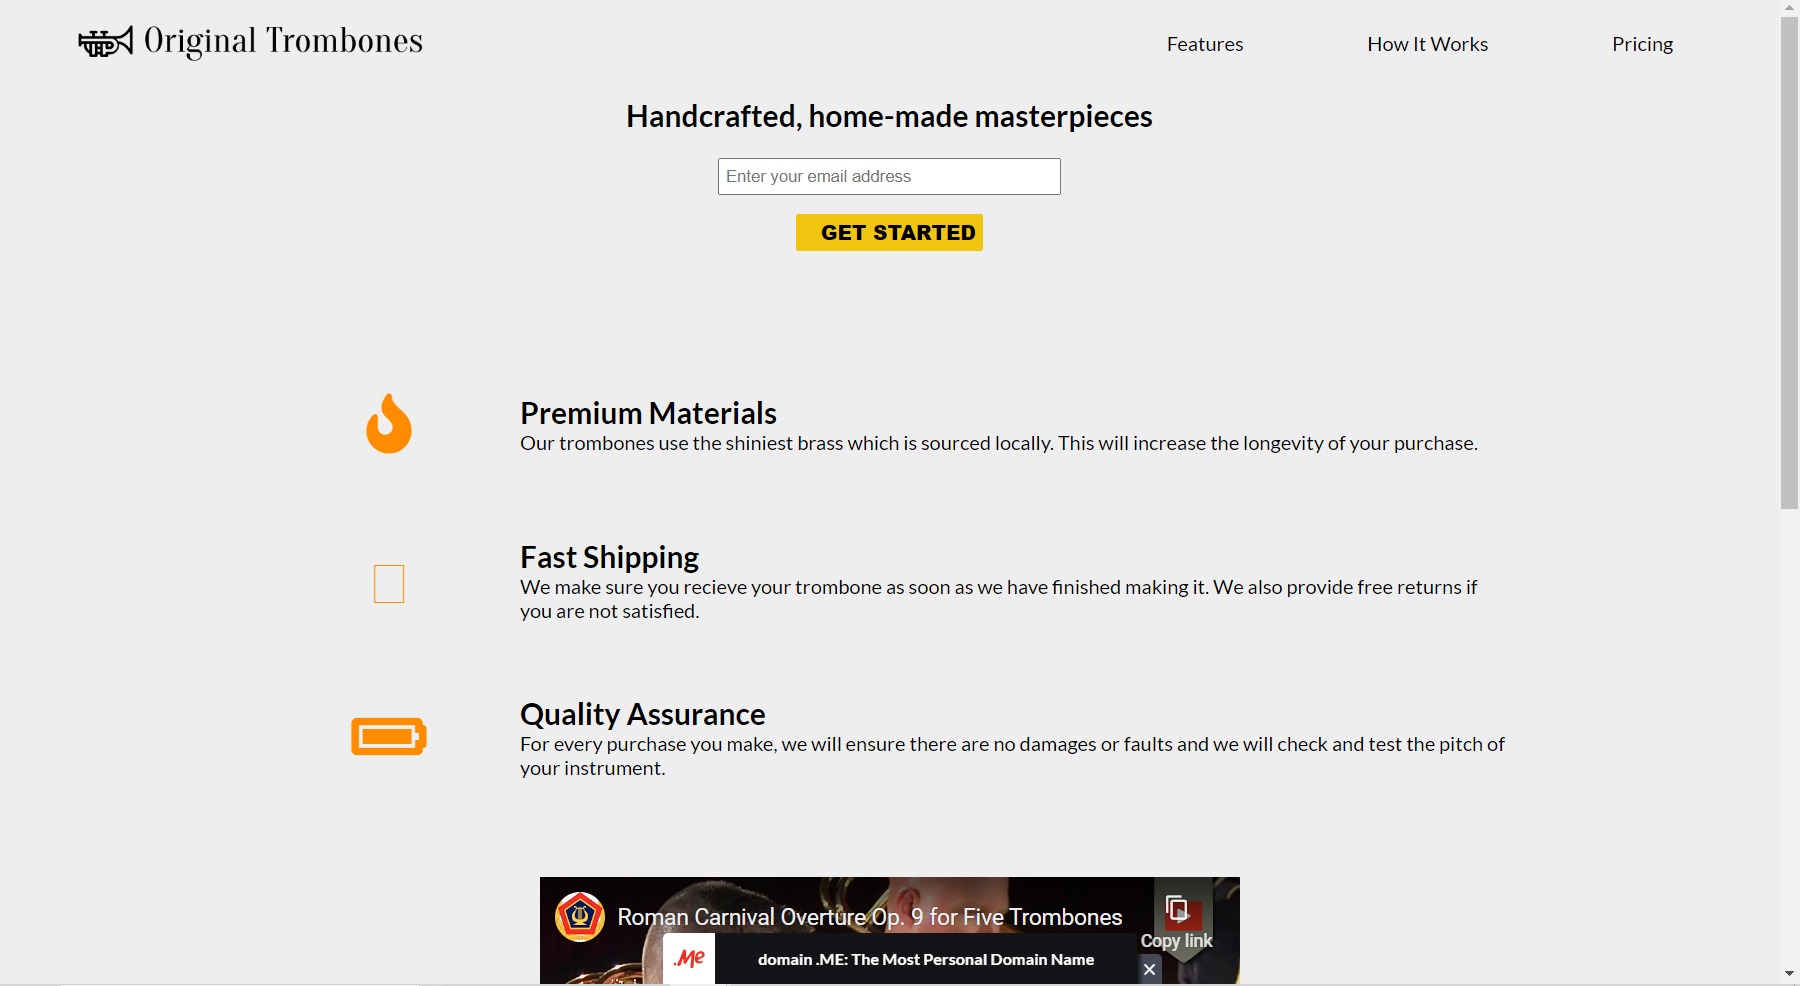 Original Trombones
Features
How It Works
Pricing
Handcrafted, home-made masterpieces
Enter your email address
GET STARTED
Premium Materials
Our trombones use the shiniest brass which is sourced locally. This will increase the longevity of your purchase.
Fast Shipping
We make sure you recieve your trombone as soon as we have finished making it. We also provide free returns if
you are not satisfied.
Quality Assurance
For every purchase you make, we will ensure there are no damages or faults and we will check and test the pitch of
your instrument.
Roman Carnival Overture Op. 9 for Five Trombones
Copy link
.Me
domain .ME: The Most Personal Domain Name